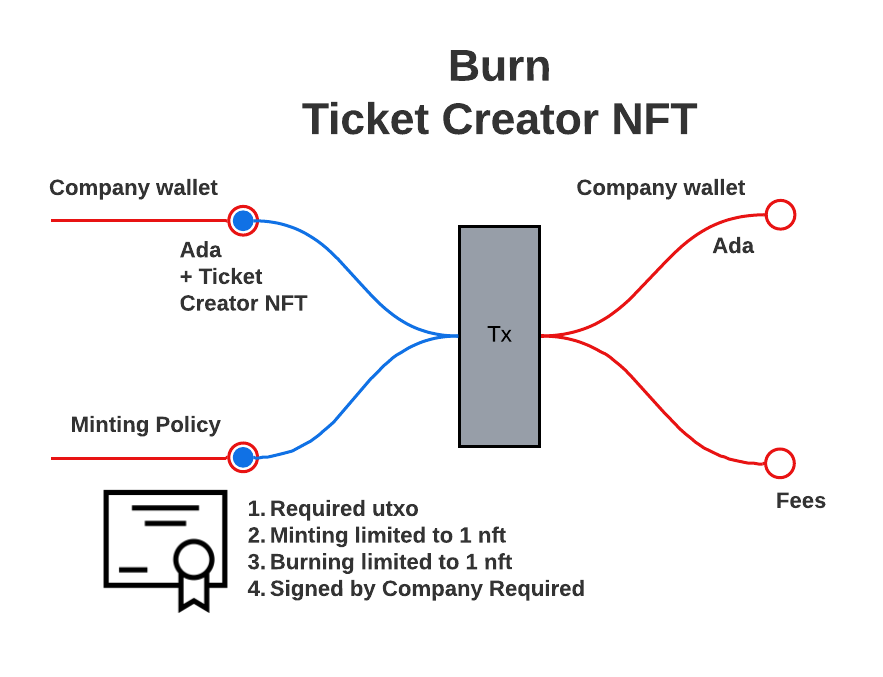 Burn
Ticket Creator NFT
Company wallet
Company wallet
Ada
+ Ticket
Creator NFT
Ada
Tx
Minting Policy
Fees
1. Required utxo
2. Minting limited to 1 nft
3. Burning limited to 1 nft
4. Signed by Company Required